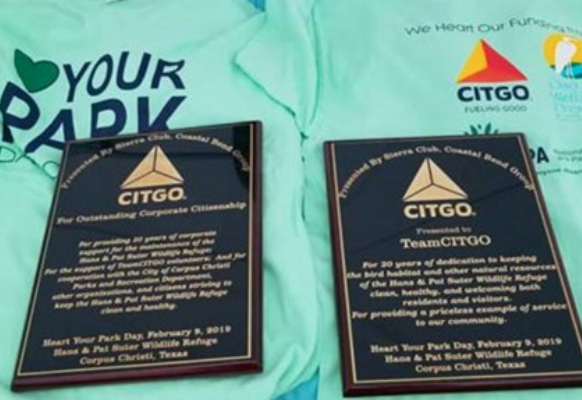 YOUR
PARK
Presented By Sierra Club, Coastal Bend Group
CITGO
For Outstanding Corporate Citizenship
For providing 20 years of corporate
support for the maintenance of the
Hans & Pat Suter Wildlife Refuge;
For the support of TeamCITGO volunteers; And for
cooperation with the City of Corpus Christi
Parks and Recreation Department,
other organizations, and citizens striving to
keep the Hans & Pat Suter Wildlife Refuge
clean and healthy.
Heart Your Park Day, February 9, 2019
Hans & Pat Suter Wildlife Refuge
Corpus Christi, Texas
We Heart Our Funding
CITGO
FUELING GOOD
PA
Presented By Sierra Club, Coastal Bend Group
CITGO
Presented to
TeamCITGO
For 20 years of dedication to keeping
the bird habitat and other natural resources
of the Hans & Pat Suter Wildlife Refuge
clean, healthy, and welcoming both
residents and visitors.
For providing a priceless example of service
to our community.
Heart Your Park Day, February 9, 2019
Hans & Pat Suter Wildlife Refuge
Corpus Christi, Texas